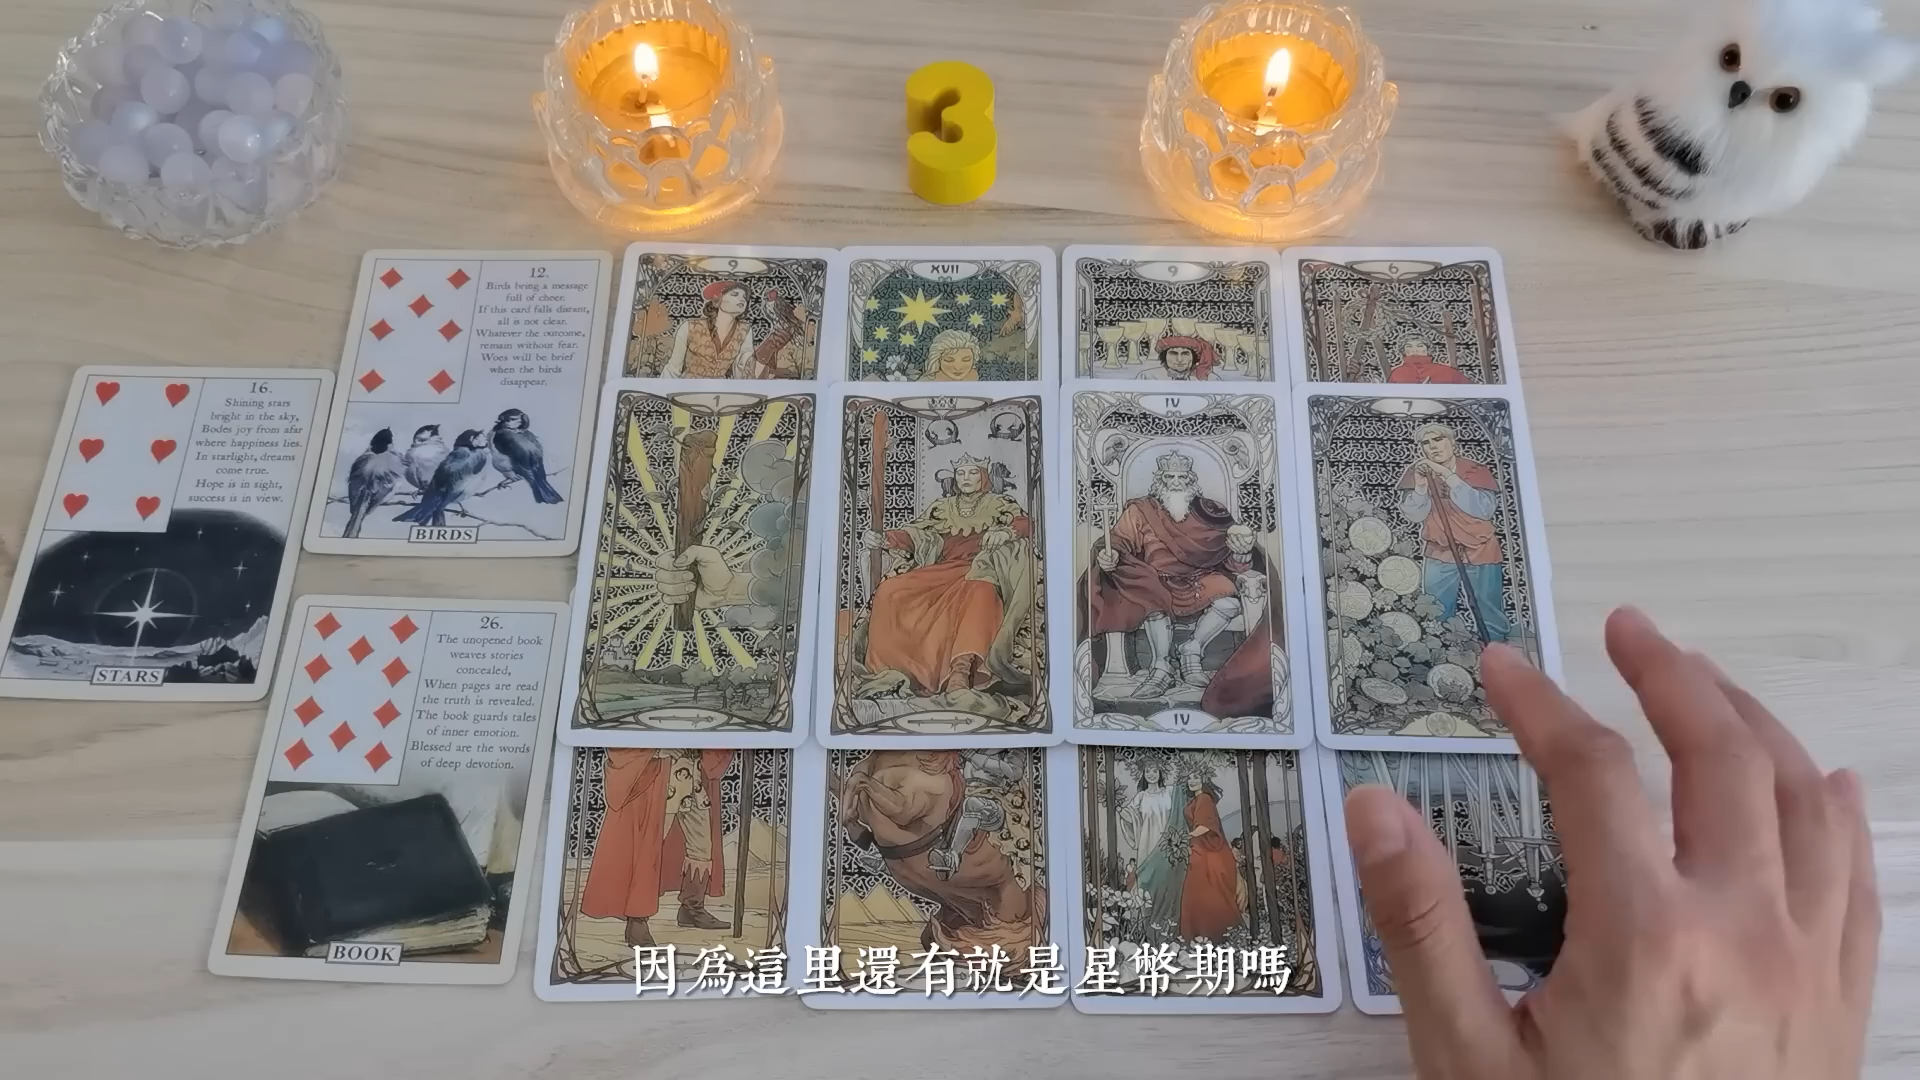 3
12.
Birds bring a message
full of cheer.
If this card falls distant,
all is not clear.
Whatever the outcome,
remain without fear.
Woes will be brief
when the birds
disappear.
BIRDS
16.
Shining stars
bright in the sky,
Bodes joy from afar
where happiness lies.
In starlight, dreams
come true.
Hope is in sight,
success is in view.
STARS
26.
The unopened book
weaves stories
concealed,
When pages are read
the truth is revealed.
The book guards tales
of inner emotion.
Blessed are the words
of deep devotion.
BOOK
9
XVII
9
6
1
IV
7
IV
因為這里還有就是星幣期嗎